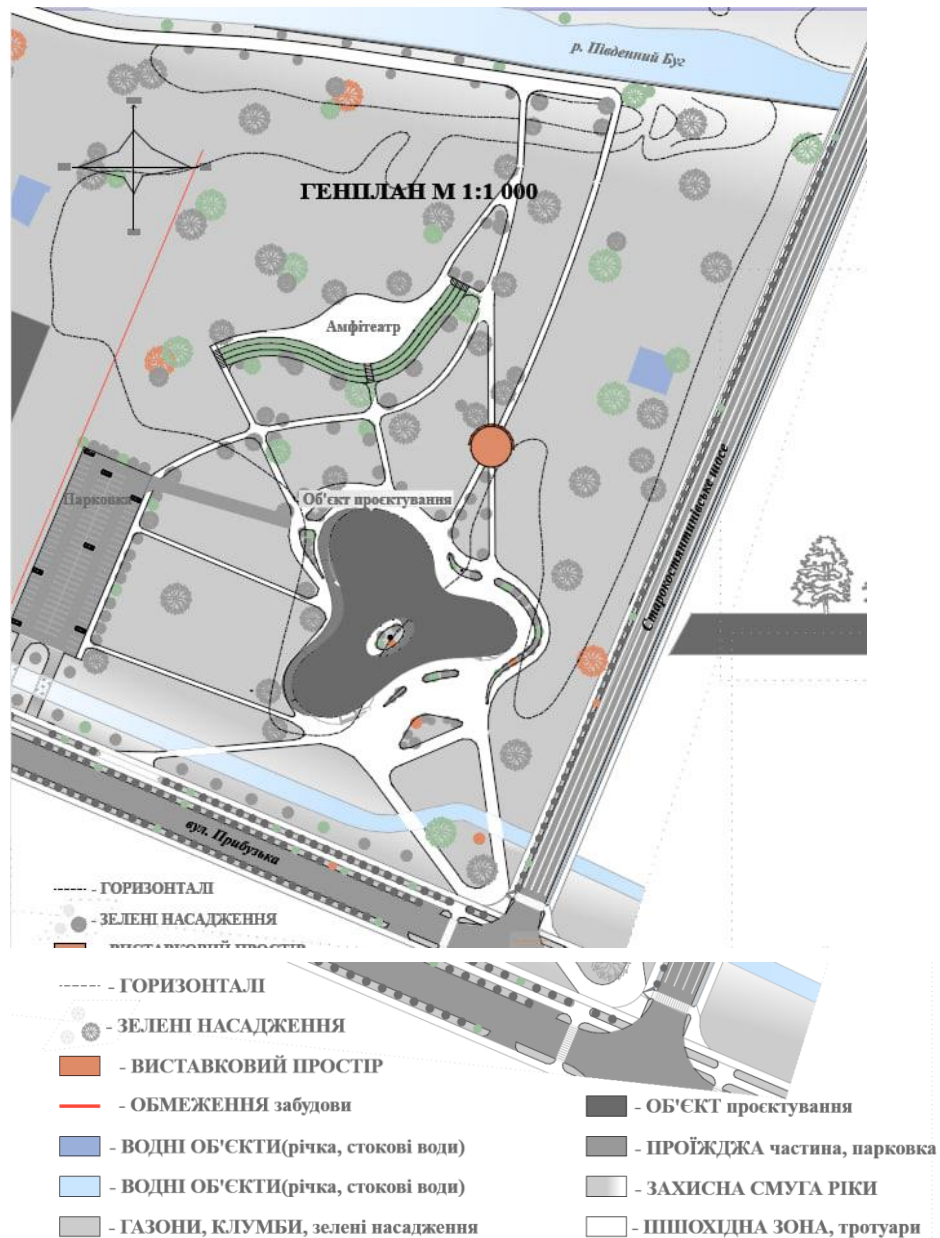 р. Південний Буг
ГЕНПЛАН М 1:1 000
Амфітеатр
Старокостянтинівське шосе
Парковка
Об'єкт проєктування
вул. Прибузька
- ГОРИЗОНТАЛІ
- ЗЕЛЕНІ НАСАДЖЕННЯ
- ВИСТАВКОВИЙ ПРОСТІР
- ГОРИЗОНТАЛІ
- ЗЕЛЕНІ НАСАДЖЕННЯ
- ВИСТАВКОВИЙ ПРОСТІР
- ОБМЕЖЕННЯ забудови
- ВОДНІ ОБ'ЄКТИ(річка, стокові води)
- ВОДНІ ОБ'ЄКТИ(річка, стокові води)
- ГАЗОНИ, КЛУМБИ, зелені насадження
- ОБ'ЄКТ проєктування
- ПРОЇЖДЖА частина, парковка
- ЗАХИСНА СМУГА РІКИ
- ПІШОХІДНА ЗОНА, тротуари